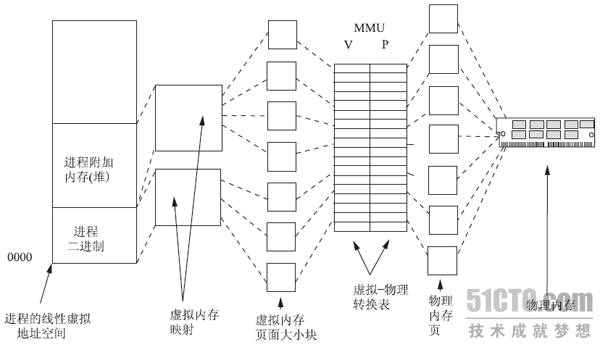 MMU
V P
进程附加
内存(堆)
进程
二进制
0000
进程的线性虚拟
地址空间
虚拟内存
映射
虚拟内存
页面大小块
虚拟-物理
转换表
物理
内存
页
物理内存
51CTO.com
技术成就梦想